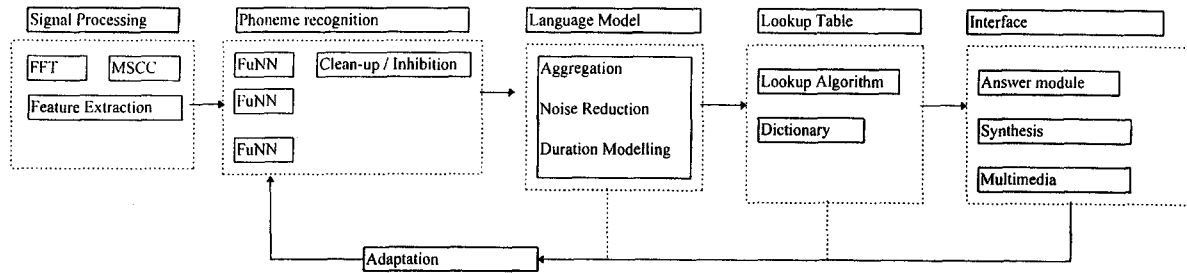 Signal Processing
Phoneme recognition
Language Model
Lookup Table
Interface
FFT
MSCC
Feature Extraction
FuNN
Clean-up / Inhibition
FuNN
FuNN
Aggregation
Noise Reduction
Duration Modelling
Lookup Algorithm
Dictionary
Answer module
Synthesis
Multimedia
Adaptation